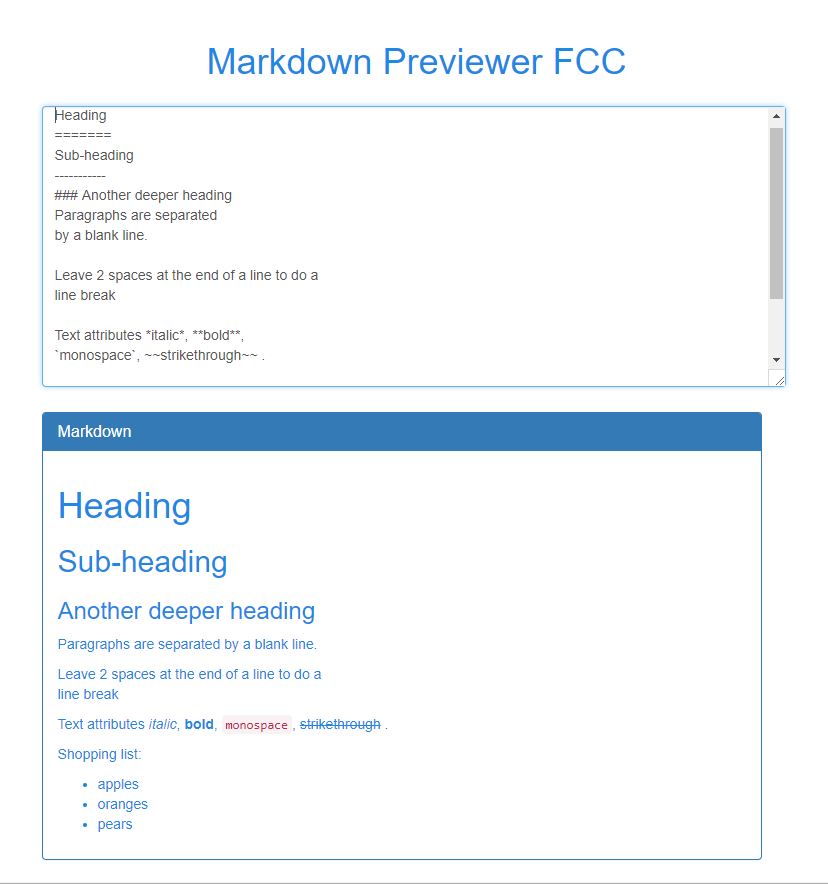 Markdown Previewer FCC
Heading
=======
Sub-heading
-----------
### Another deeper heading
Paragraphs are separated
by a blank line.
Leave 2 spaces at the end of a line to do a
line break
Text attributes *italic*, **bold**,
`monospace`, ~~strikethrough~~ .
Markdown
Heading
Sub-heading
Another deeper heading
Paragraphs are separated by a blank line.
Leave 2 spaces at the end of a line to do a
line break
Text attributes italic, bold, monospace , strikethrough .
Shopping list:
• apples
• oranges
• pears